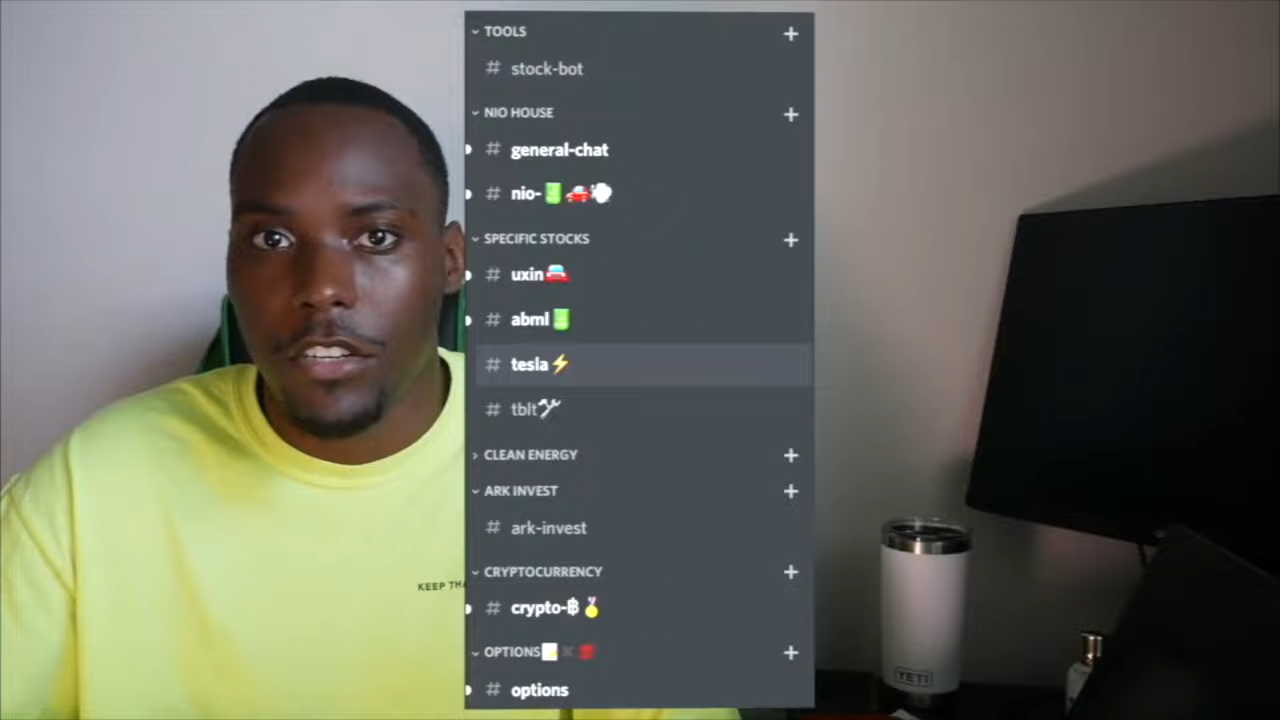 TOOLS
# stock-bot
NIO HOUSE
# general-chat
# nio-🔋🚗💨
SPECIFIC STOCKS
# uxin🚘
# abml🔋
# tesla⚡
# tblt🛠
CLEAN ENERGY
ARK INVEST
# ark-invest
CRYPTOCURRENCY
# crypto-฿🏅
OPTIONS
# options
KEEP
YETI